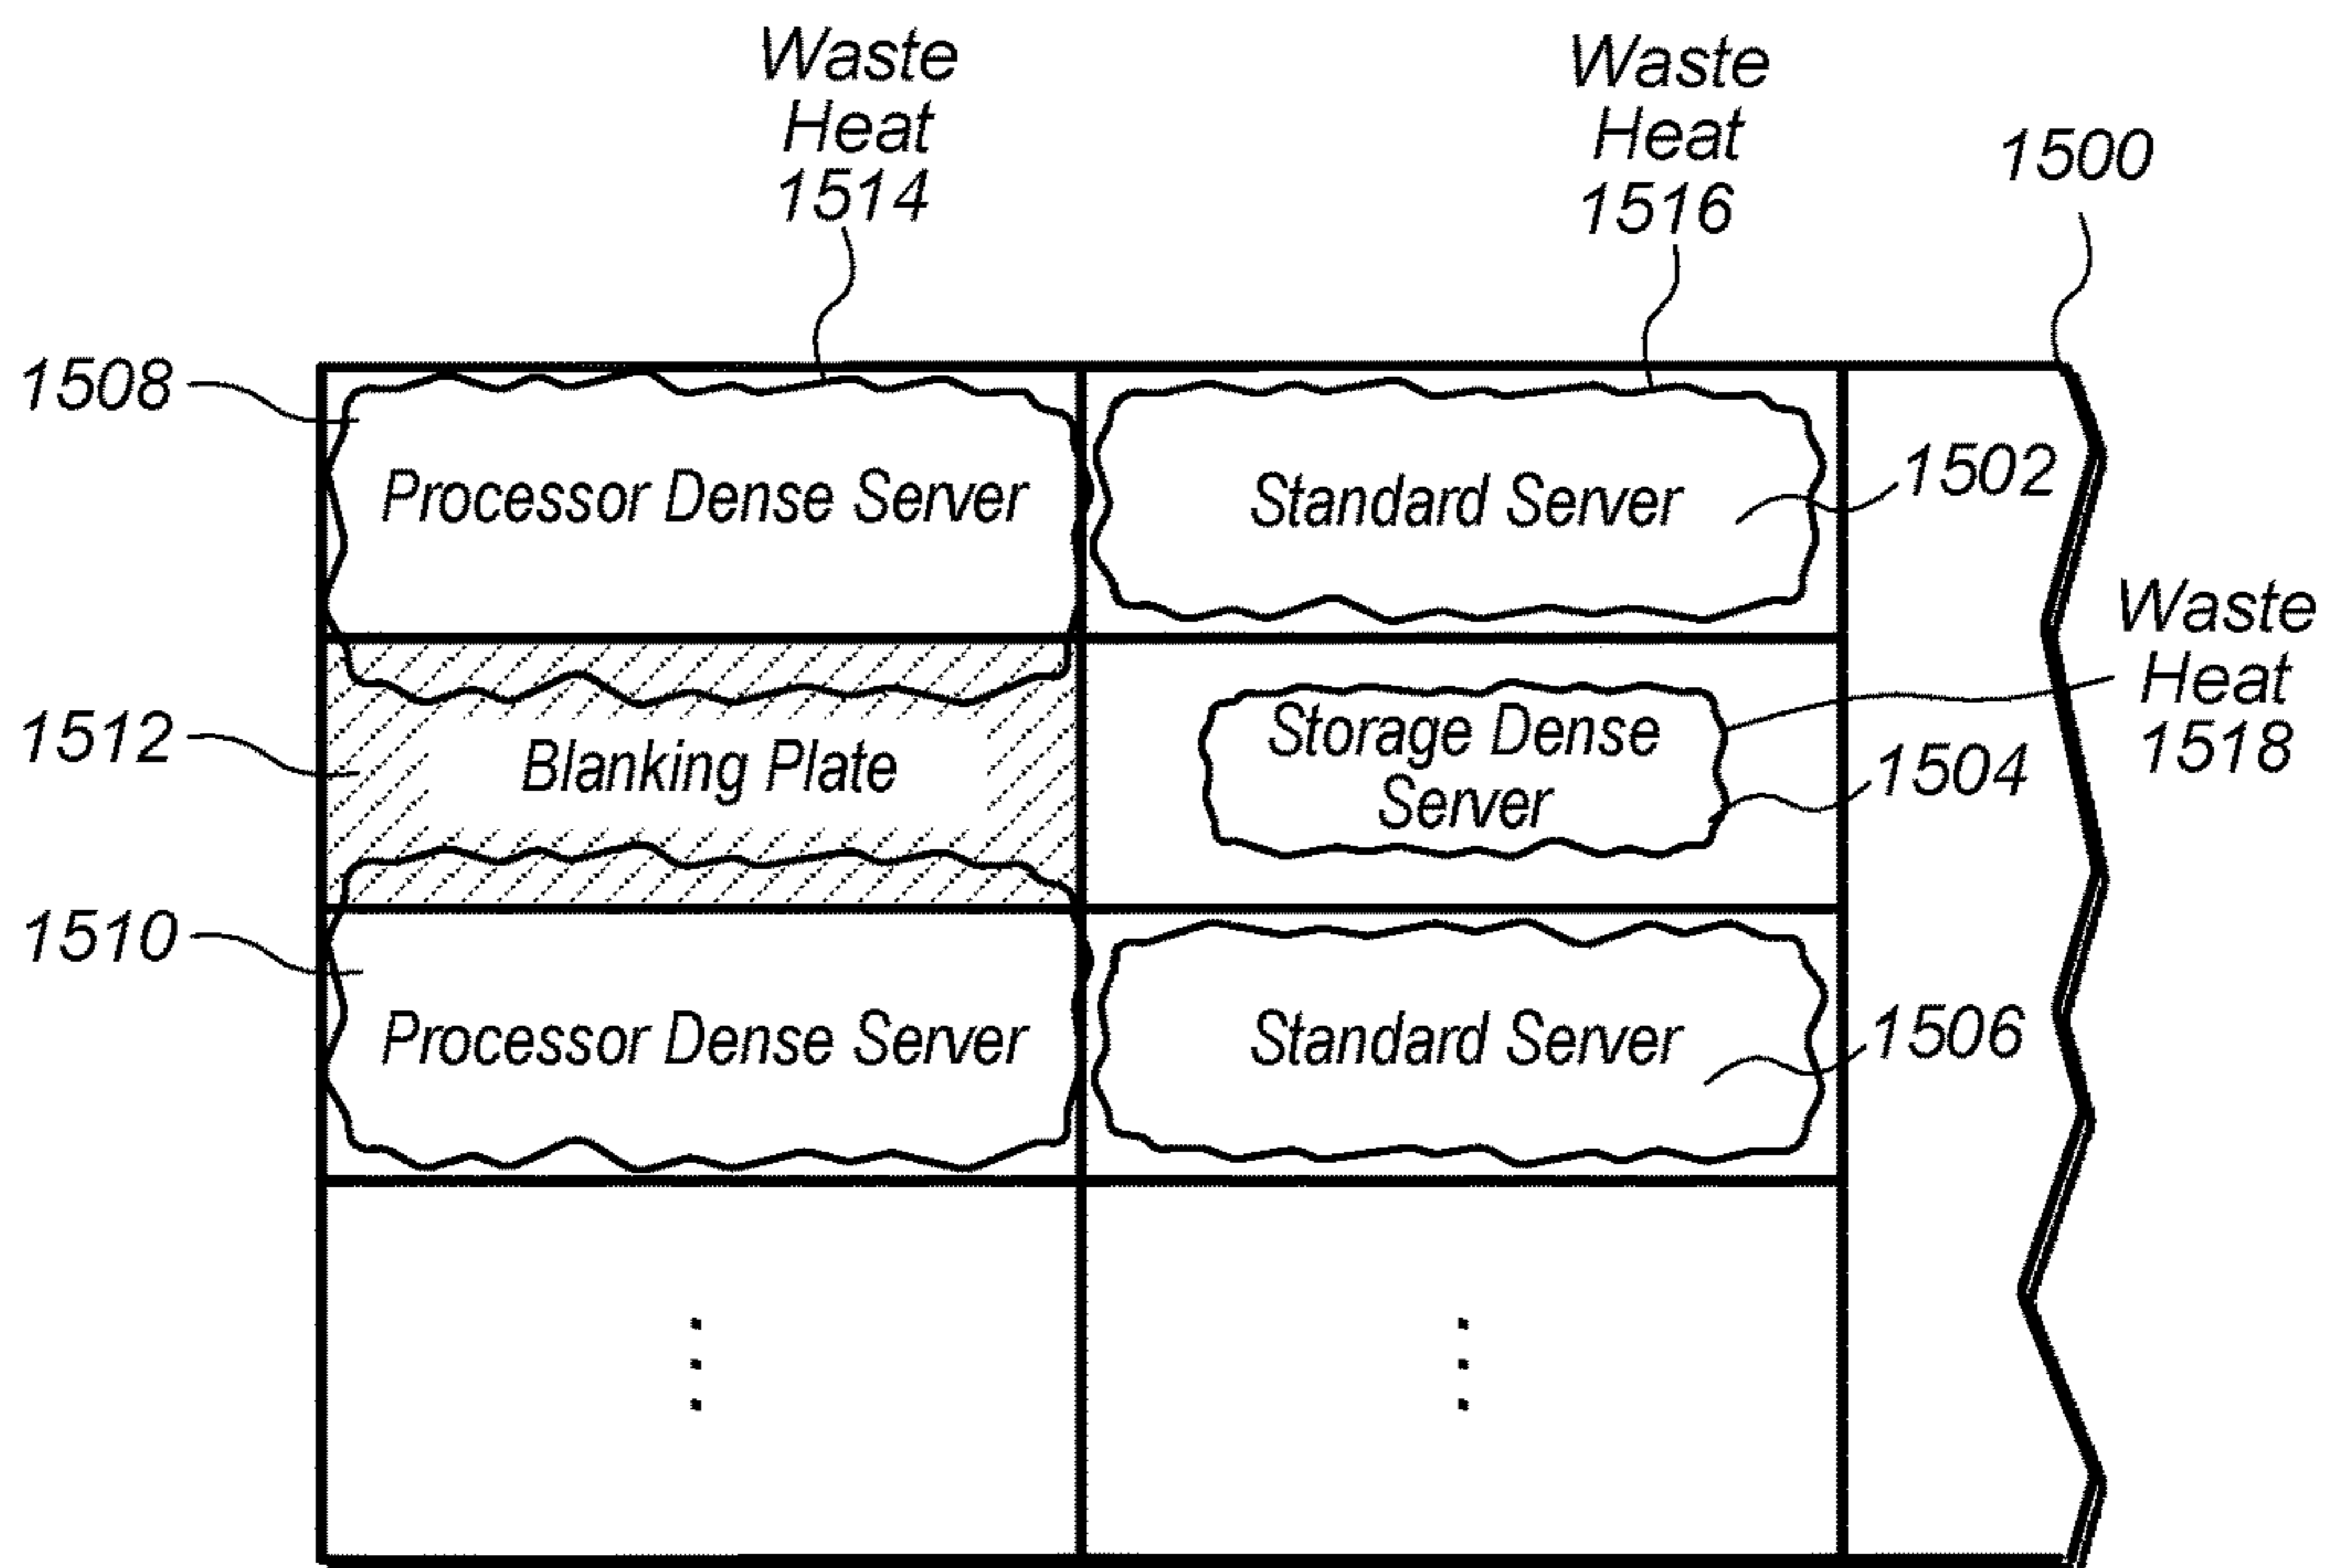 Waste
Heat
1514
Waste
Heat
1516
1500
1508
Processor Dense Server
Standard Server
1502
Waste
Heat
1518
1512
Blanking Plate
Storage Dense
Server
1504
1510
Processor Dense Server
Standard Server
1506